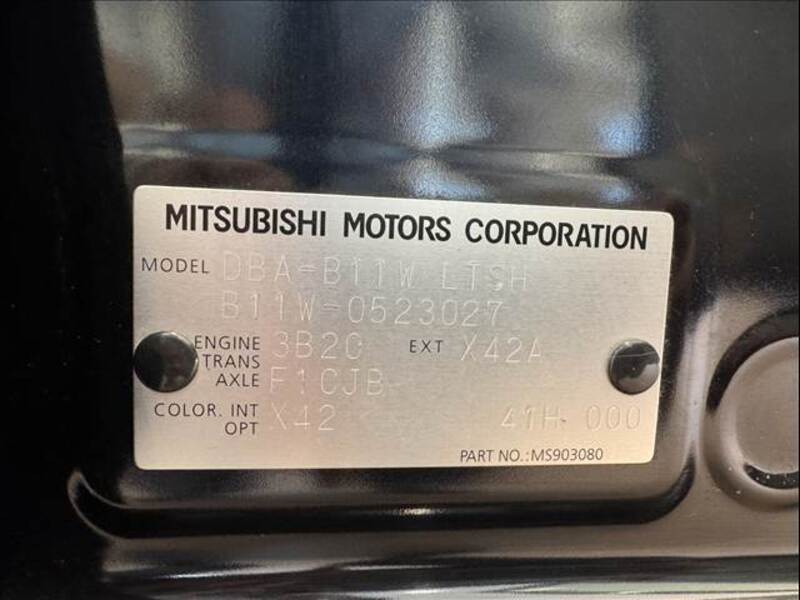 MITSUBISHI MOTORS CORPORATION
MODEL DBA-B11W LTSH
B11W-0523027
ENGINE 3B20 EXT X42A
TRANS
AXLE F1CJB
COLOR. INT X42 41H 000
OPT
PART NO.:MS903080